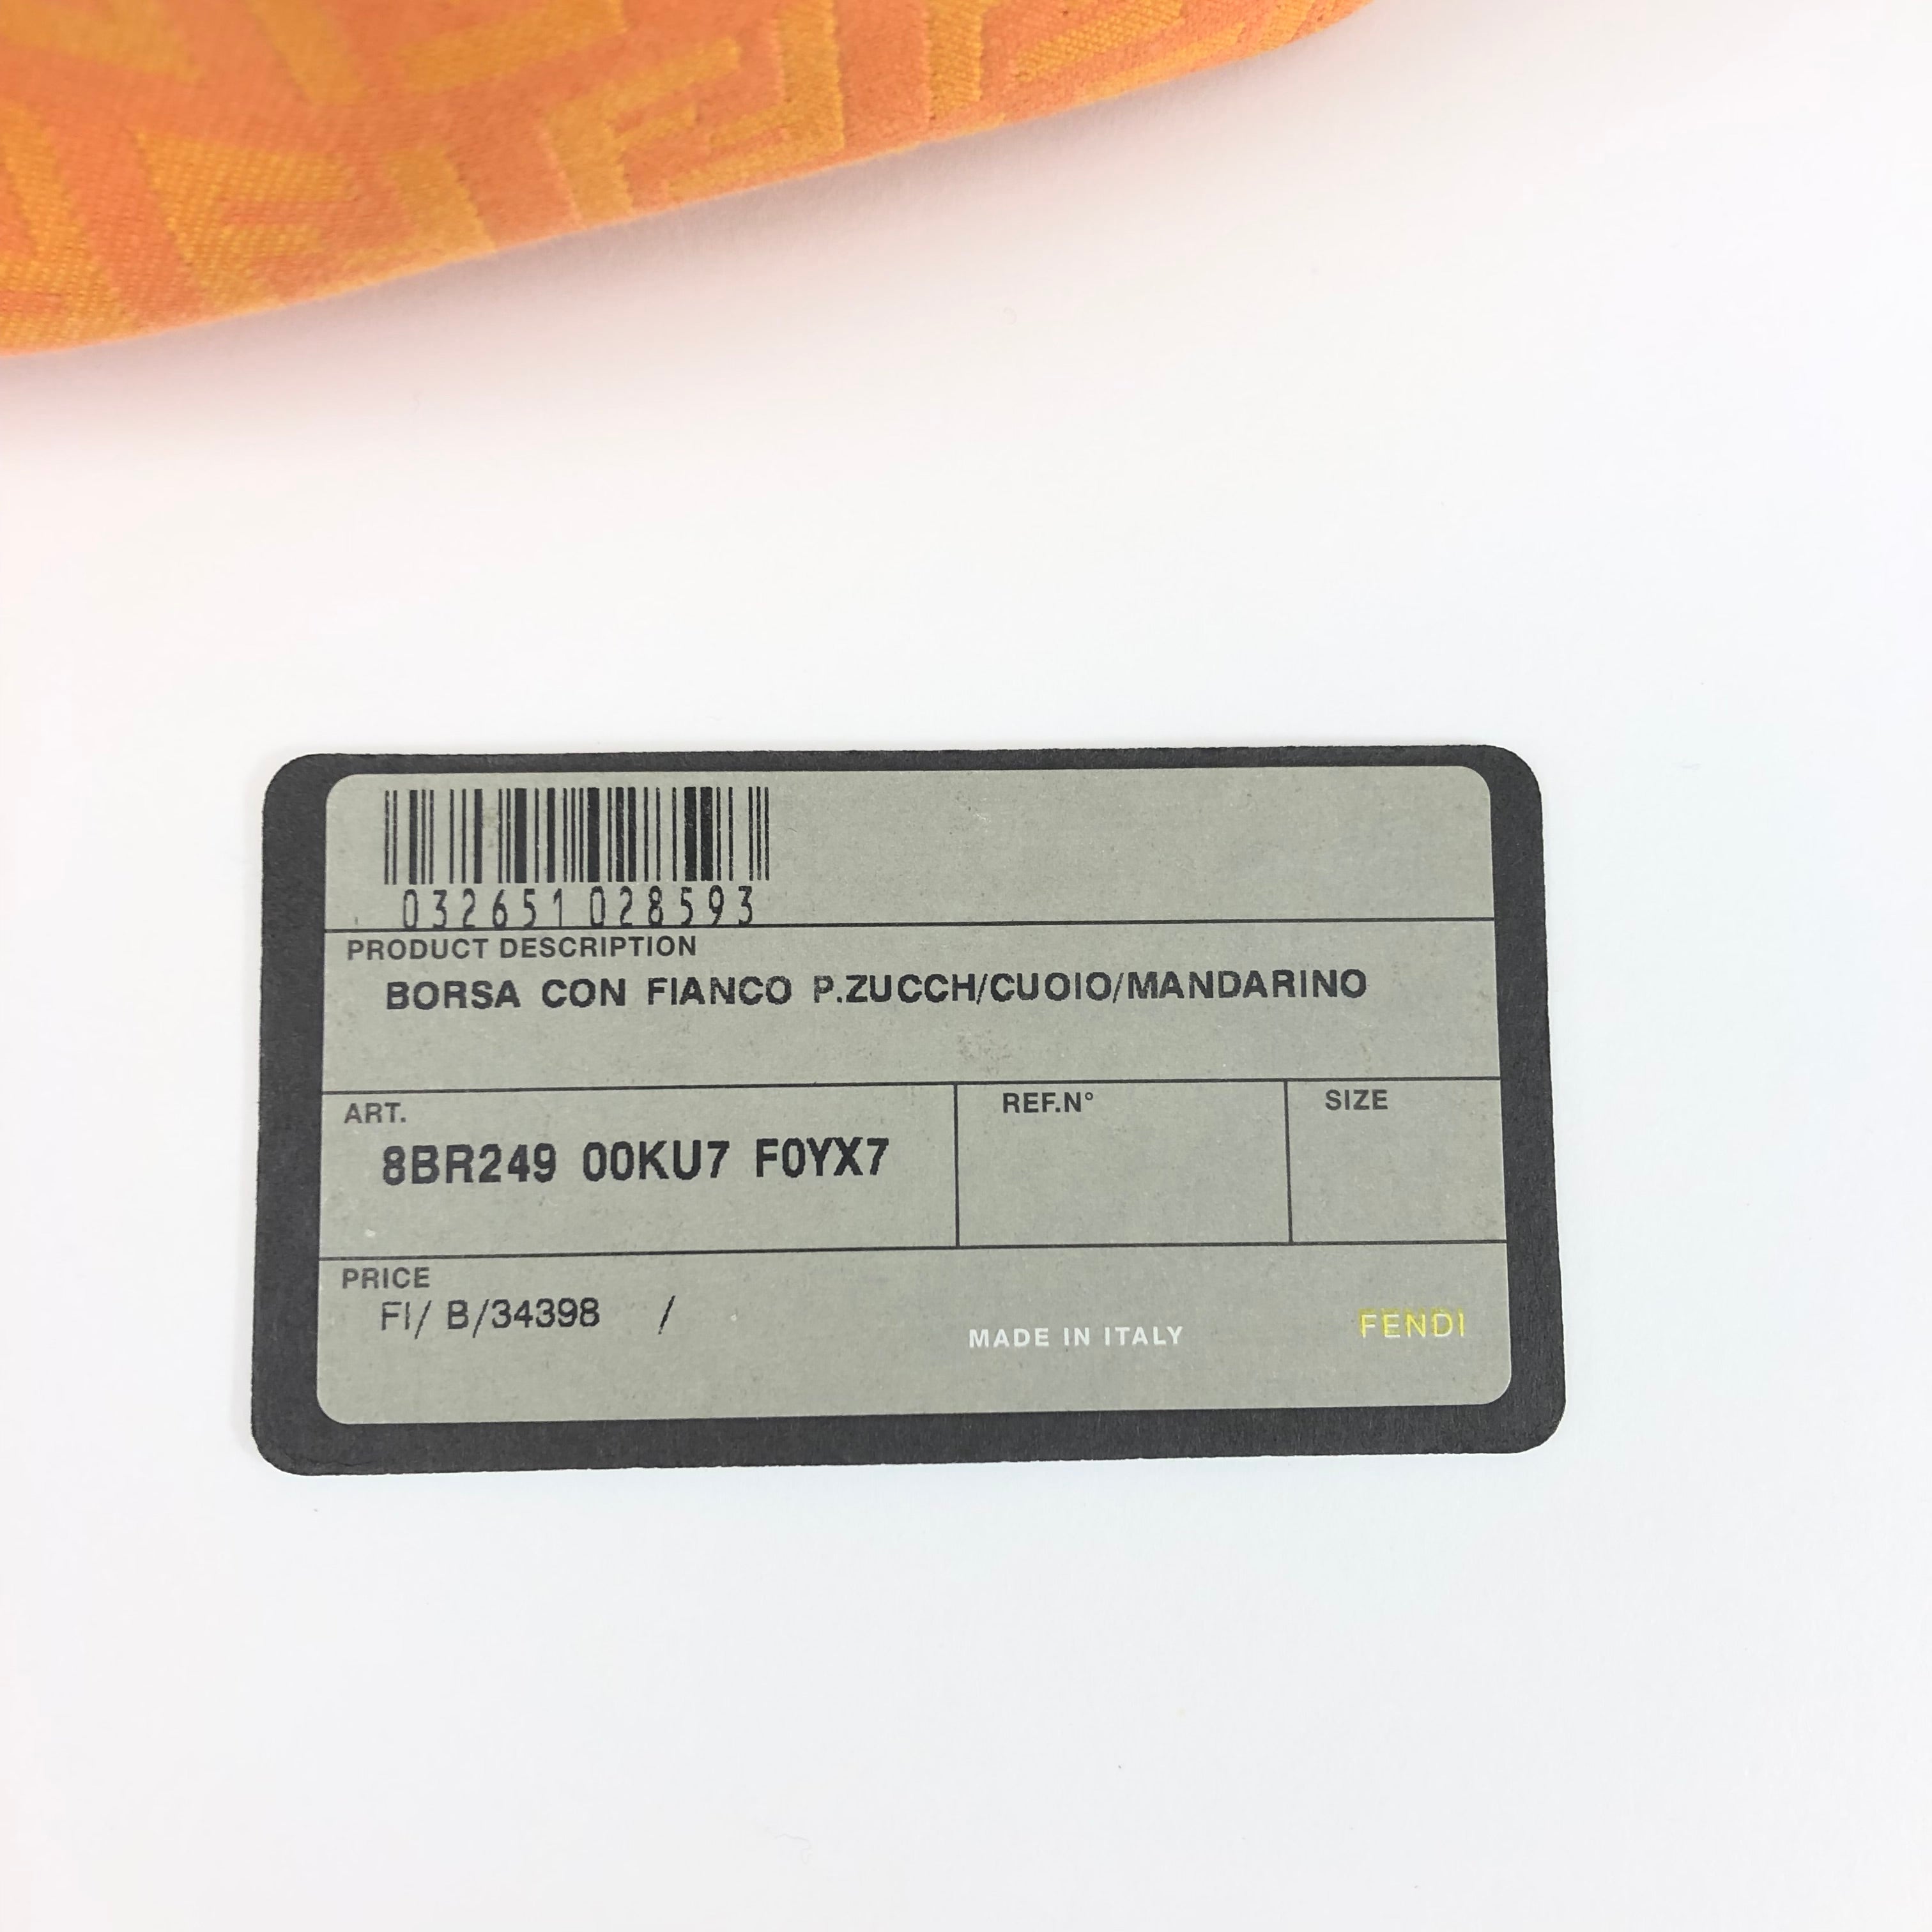 032651028593
PRODUCT DESCRIPTION
BORSA CON FIANCO P.ZUCCH/CUOIO/MANDARINO
ART.
8BR249 00KU7 F0YX7
REF.N°
SIZE
PRICE
FI/ B/34398 /
MADE IN ITALY
FENDI